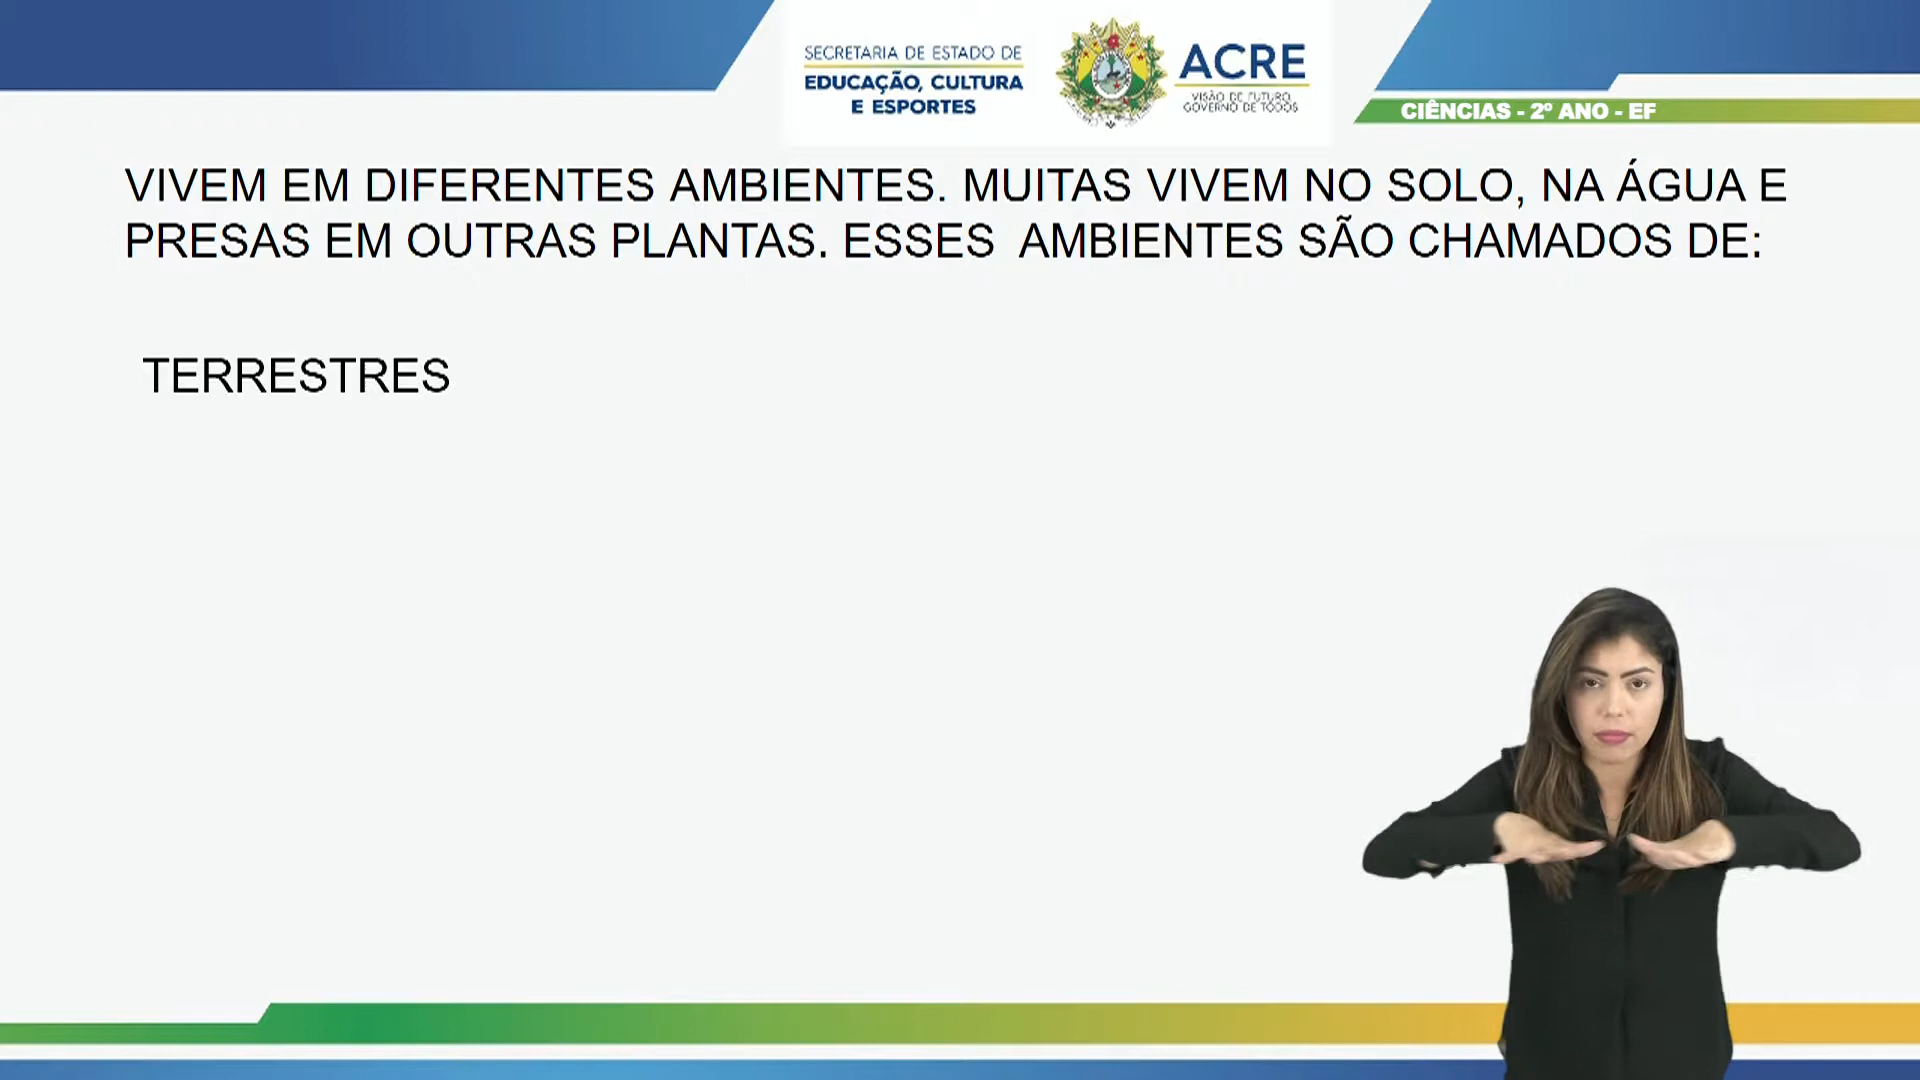 SECRETARIA DE ESTADO DE
EDUCAÇÃO, CULTURA
E ESPORTES
ACRE
VISÃO DE FUTURO,
GOVERNO DE TODOS
CIÊNCIAS - 2º ANO - EF
VIVEM EM DIFERENTES AMBIENTES. MUITAS VIVEM NO SOLO, NA ÁGUA E
PRESAS EM OUTRAS PLANTAS. ESSES AMBIENTES SÃO CHAMADOS DE:
TERRESTRES